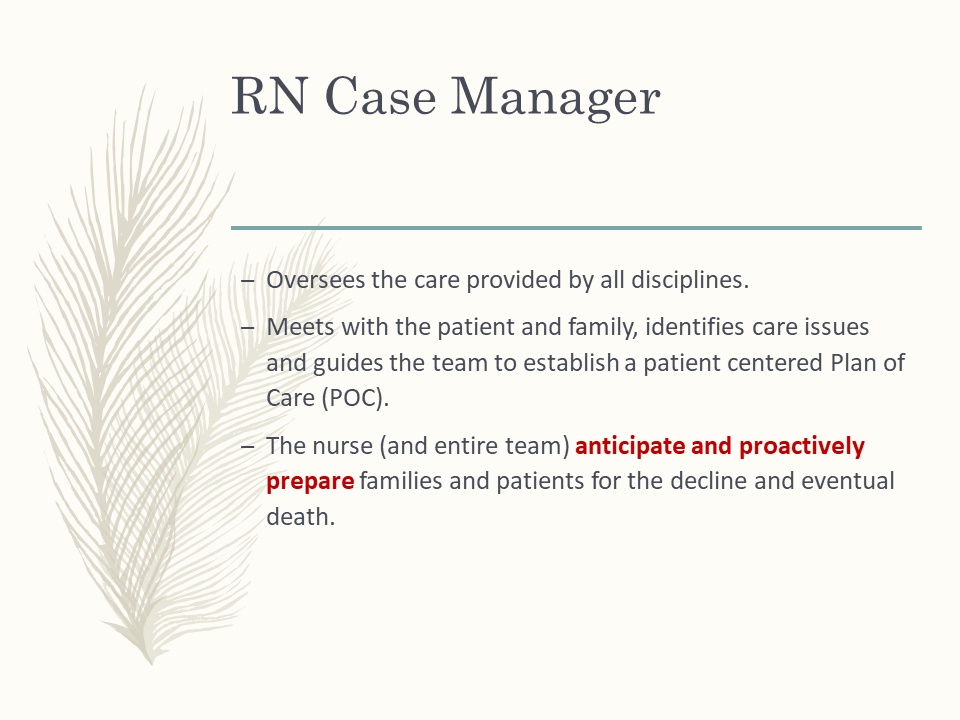 RN Case Manager
– Oversees the care provided by all disciplines.
– Meets with the patient and family, identifies care issues
and guides the team to establish a patient centered Plan of
Care (POC).
– The nurse (and entire team) anticipate and proactively
prepare families and patients for the decline and eventual
death.